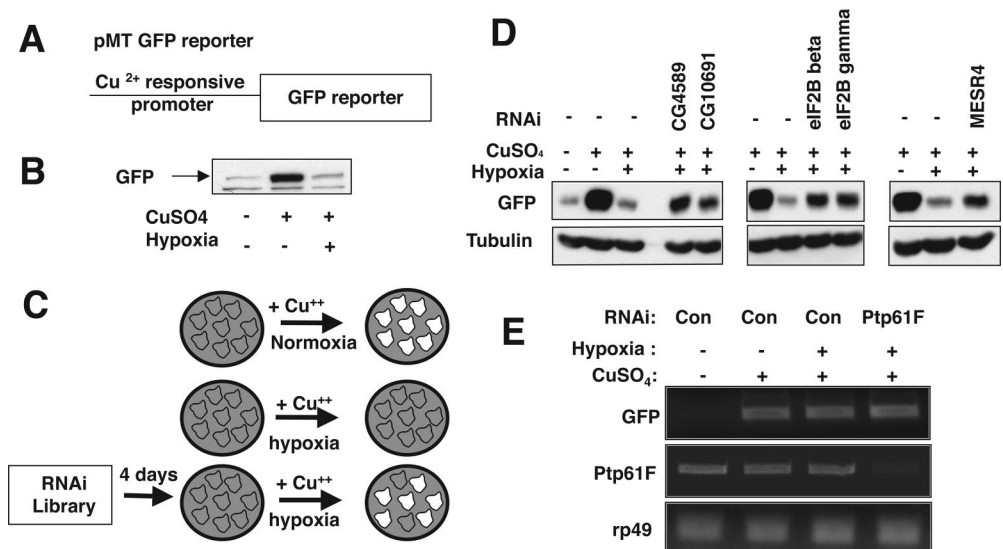 A
pMT GFP reporter
Cu 2+ responsive
promoter
GFP reporter
B
GFP
CuSO4 - + +
Hypoxia - - +
C
+ Cu++
Normoxia
+ Cu++
hypoxia
RNAi
Library
4 days
+ Cu++
hypoxia
D
RNAi - - - CG4589 CG10691 - - eIF2B beta eIF2B gamma - - MESR4
CuSO4 - + + + + + + + + + + +
Hypoxia - - + + + - + + + - + +
GFP
Tubulin
E
RNAi: Con Con Con Ptp61F
Hypoxia : - - + +
CuSO4: - + + +
GFP
Ptp61F
rp49